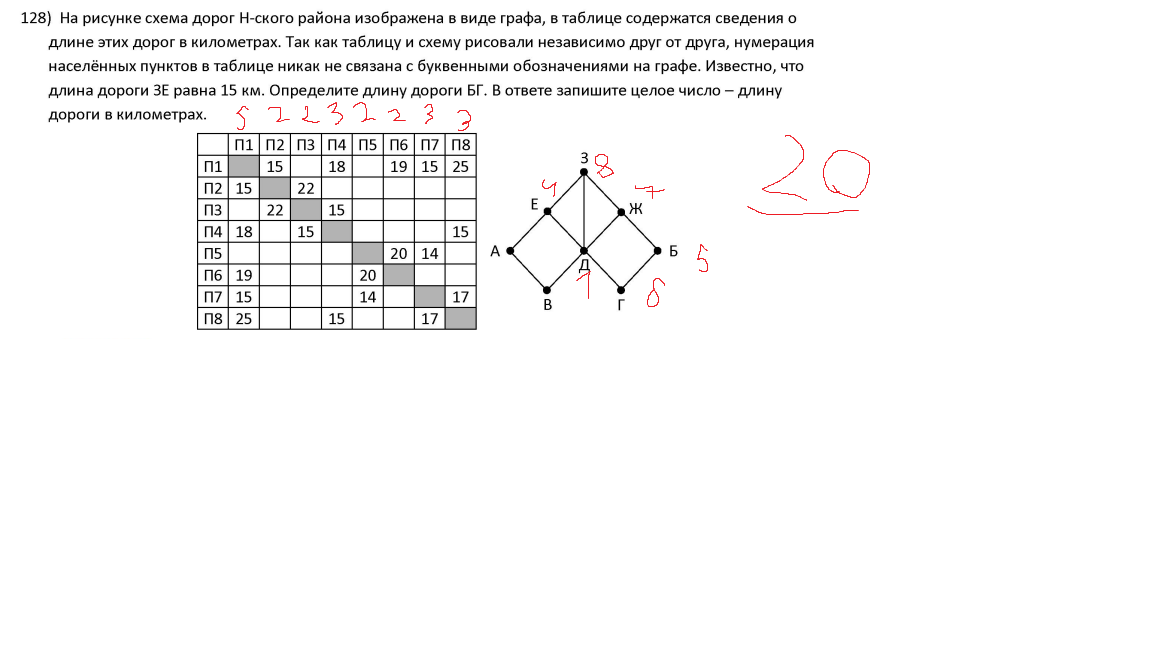 128) На рисунке схема дорог Н-ского района изображена в виде графа, в таблице содержатся сведения о
длине этих дорог в километрах. Так как таблицу и схему рисовали независимо друг от друга, нумерация
населённых пунктов в таблице никак не связана с буквенными обозначениями на графе. Известно, что
длина дороги ЗЕ равна 15 км. Определите длину дороги БГ. В ответе запишите целое число – длину
дороги в километрах.
5 2 2 3 2 2 3 3
П1 П2 П3 П4 П5 П6 П7 П8
П1 15 18 19 15 25
П2 15 22
П3 22 15
П4 18 15 15
П5 20 14
П6 19 20
П7 15 14 17
П8 25 15 17
З 8
4 7
Е Ж
А Б 5
Д
1
В Г 6
20